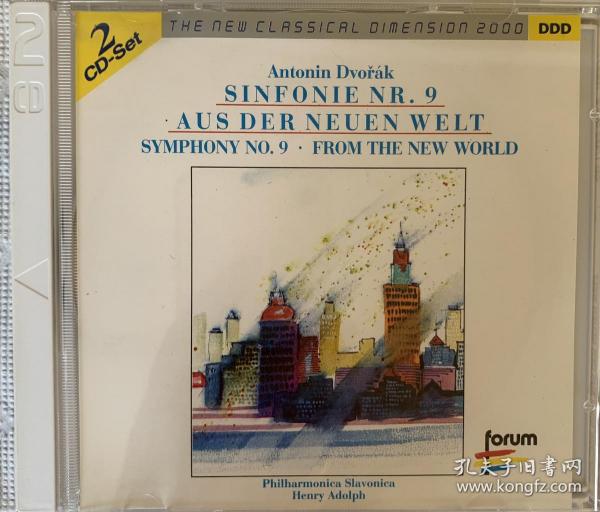 2 CD
2
CD-Set
THE NEW CLASSICAL DIMENSION 2000
DDD
Antonin Dvořák
SINFONIE NR. 9
AUS DER NEUEN WELT
SYMPHONY NO. 9 · FROM THE NEW WORLD
forum
Philharmonica Slavonica
Henry Adolph
孔夫子旧书网
www.kongfz.com